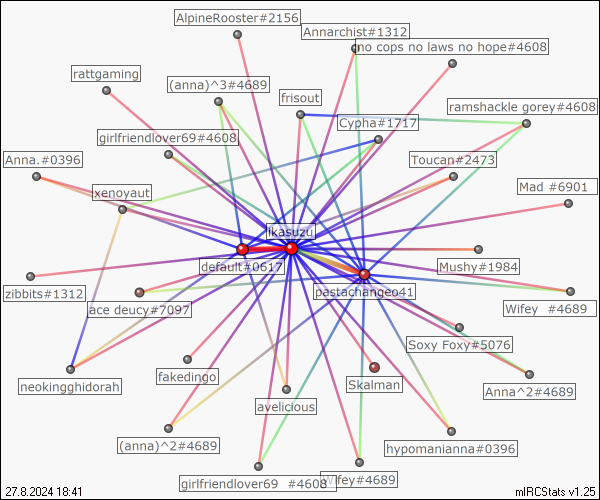 AlpineRooster#2156
Annarchist#1312
no cops no laws no hope#4608
rattgaming
(anna)^3#4689
frisout
ramshackle gorey#4608
Cypha#1717
girlfriendlover69#4608
Anna.#0396
Toucan#2473
xenoyaut
Mad #6901
ikasuzu
default#0617
Mushy#1984
pastachangeo41
zibbits#1312
ace deucy#7097
Wifey #4689
Soxy Foxy#5076
neokingghidorah
fakedingo
Skalman
Anna^2#4689
avelicious
(anna)^2#4689
hypomanianna#0396
girlfriendlover69 #4608
Wifey#4689
27.8.2024 18:41
mIRCStats v1.25